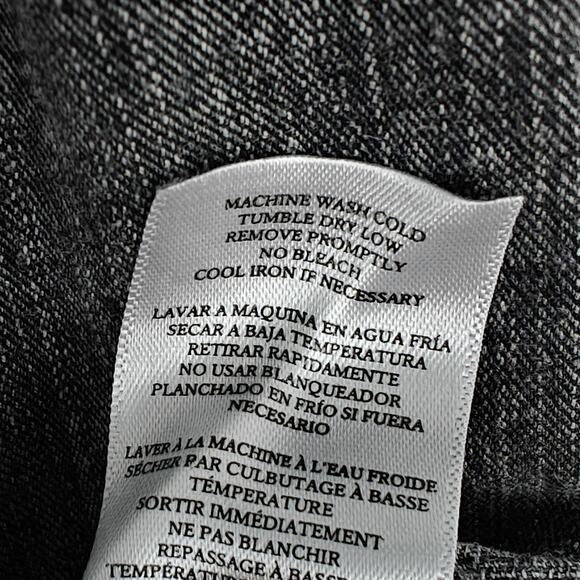 MACHINE WASH COLD
TUMBLE DRY LOW
REMOVE PROMPTLY
NO BLEACH
COOL IRON IF NECESSARY
LAVAR A MAQUINA EN AGUA FRÍA
SECAR A BAJA TEMPERATURA
RETIRAR RAPIDAMENTE
NO USAR BLANQUEADOR
PLANCHADO EN FRÍO SI FUERA
NECESARIO
LAVER À LA MACHINE À L'EAU FROIDE
SÉCHER PAR CULBUTAGE À BASSE
TÉMPERATURE
SORTIR IMMÉDIATEMENT
NE PAS BLANCHIR
REPASSAGE À BASSE
TEMPÉRATURE